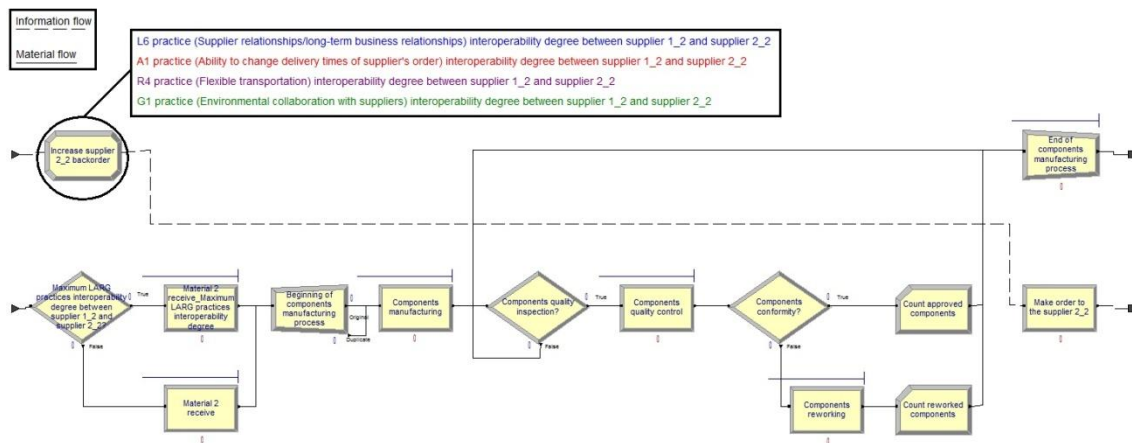 Information flow
Material flow
L6 practice (Supplier relationships/long-term business relationships) interoperability degree between supplier 1_2 and supplier 2_2
A1 practice (Ability to change delivery times of supplier's order) interoperability degree between supplier 1_2 and supplier 2_2
R4 practice (Flexible transportation) interoperability degree between supplier 1_2 and supplier 2_2
G1 practice (Environmental collaboration with suppliers) interoperability degree between supplier 1_2 and supplier 2_2
Increase supplier
2_2 backorder
End of
components
manufacturing
process
Maximum LARG
practices interoperability
degree between
supplier 1_2 and
supplier 2_2?
True
False
Material 2
receive_Maximum
LARG practices
interoperability
degree
Material 2
receive
Beginning of
components
manufacturing
process
Original
Duplicate
Components
manufacturing
Components quality
inspection?
True
False
Components
quality control
Components
conformity?
True
False
Count approved
components
Components
reworking
Count reworked
components
Make order to
the supplier 2_2